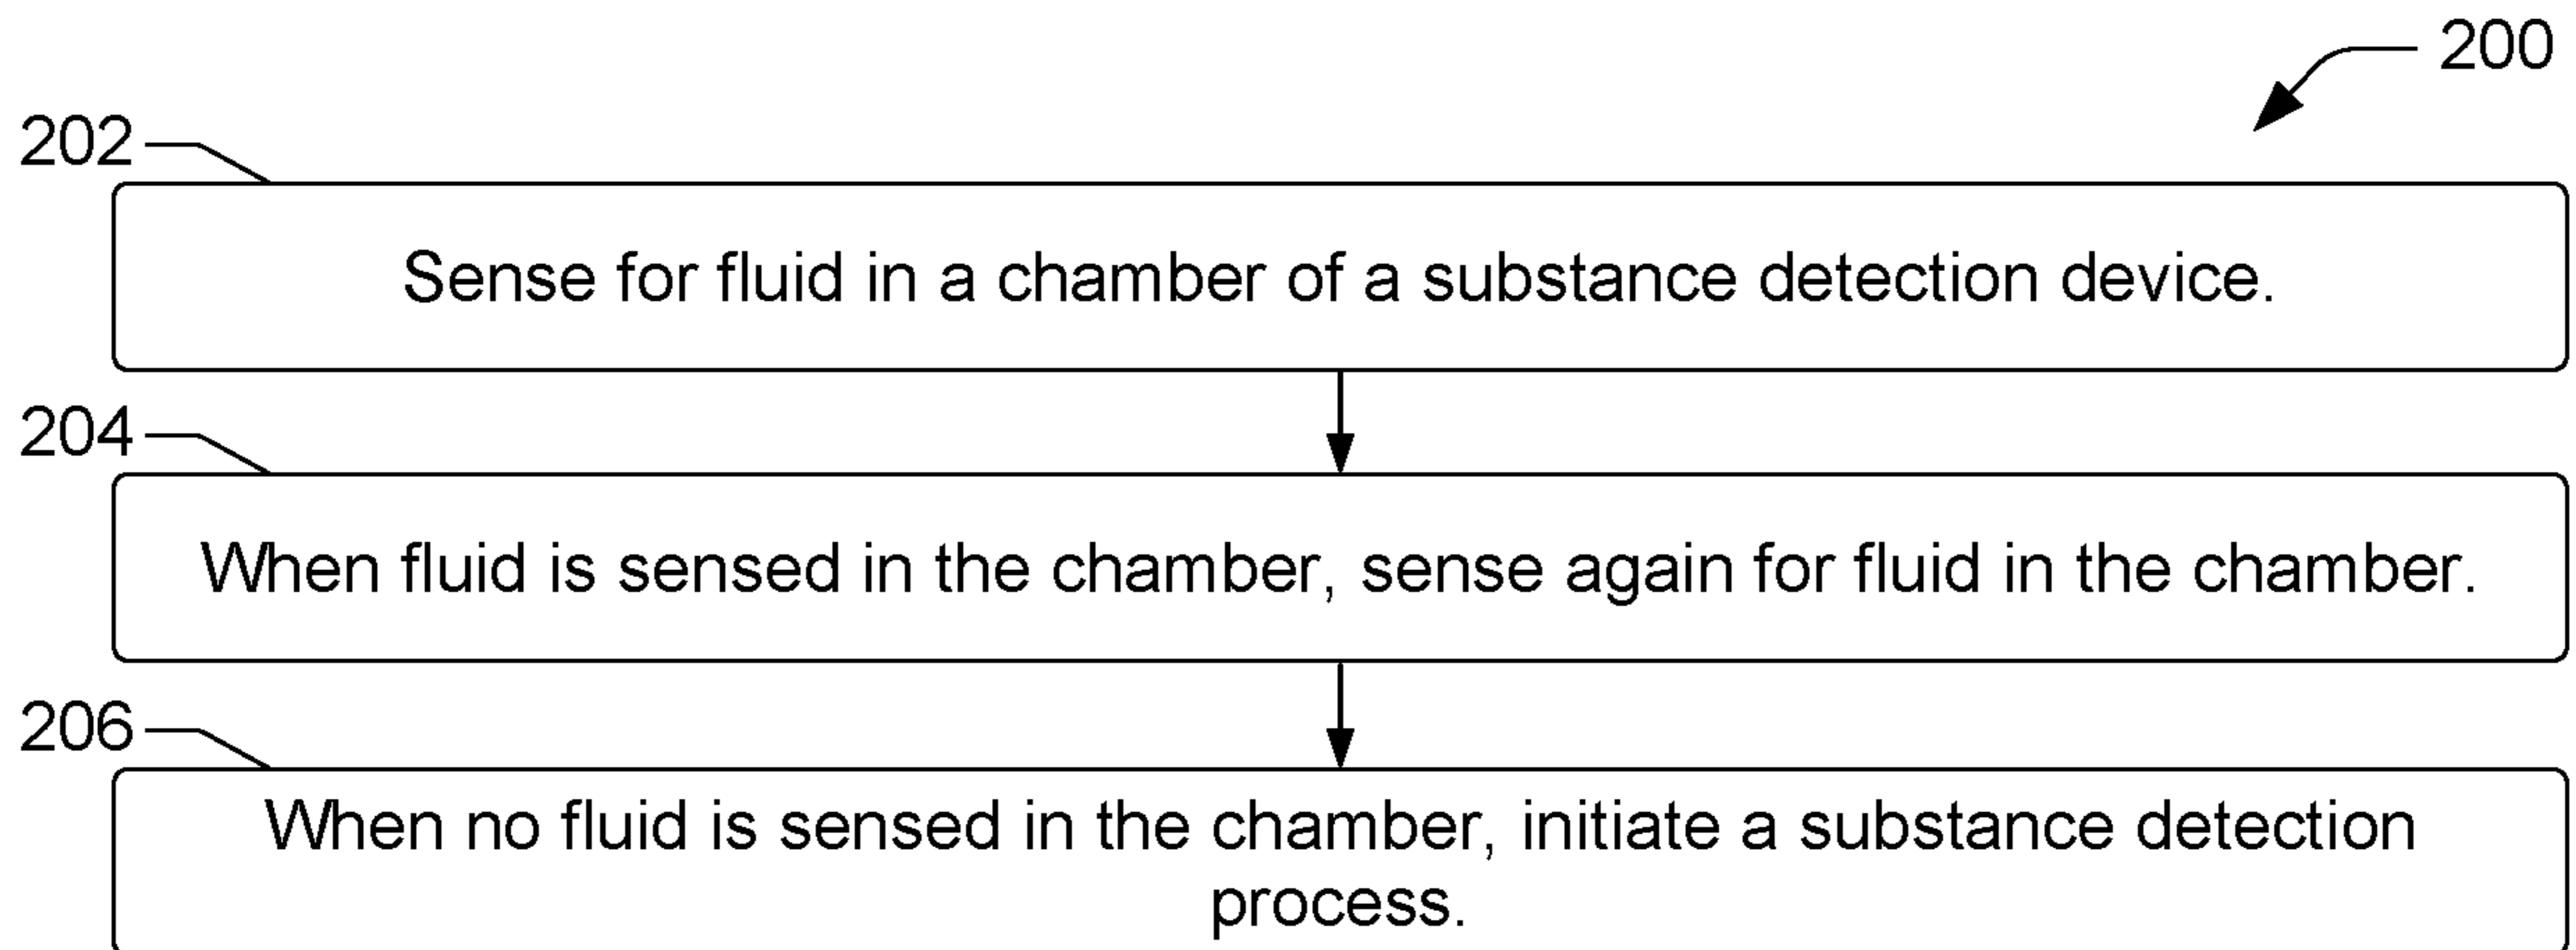 200
202
Sense for fluid in a chamber of a substance detection device.
204
When fluid is sensed in the chamber, sense again for fluid in the chamber.
206
When no fluid is sensed in the chamber, initiate a substance detection
process.